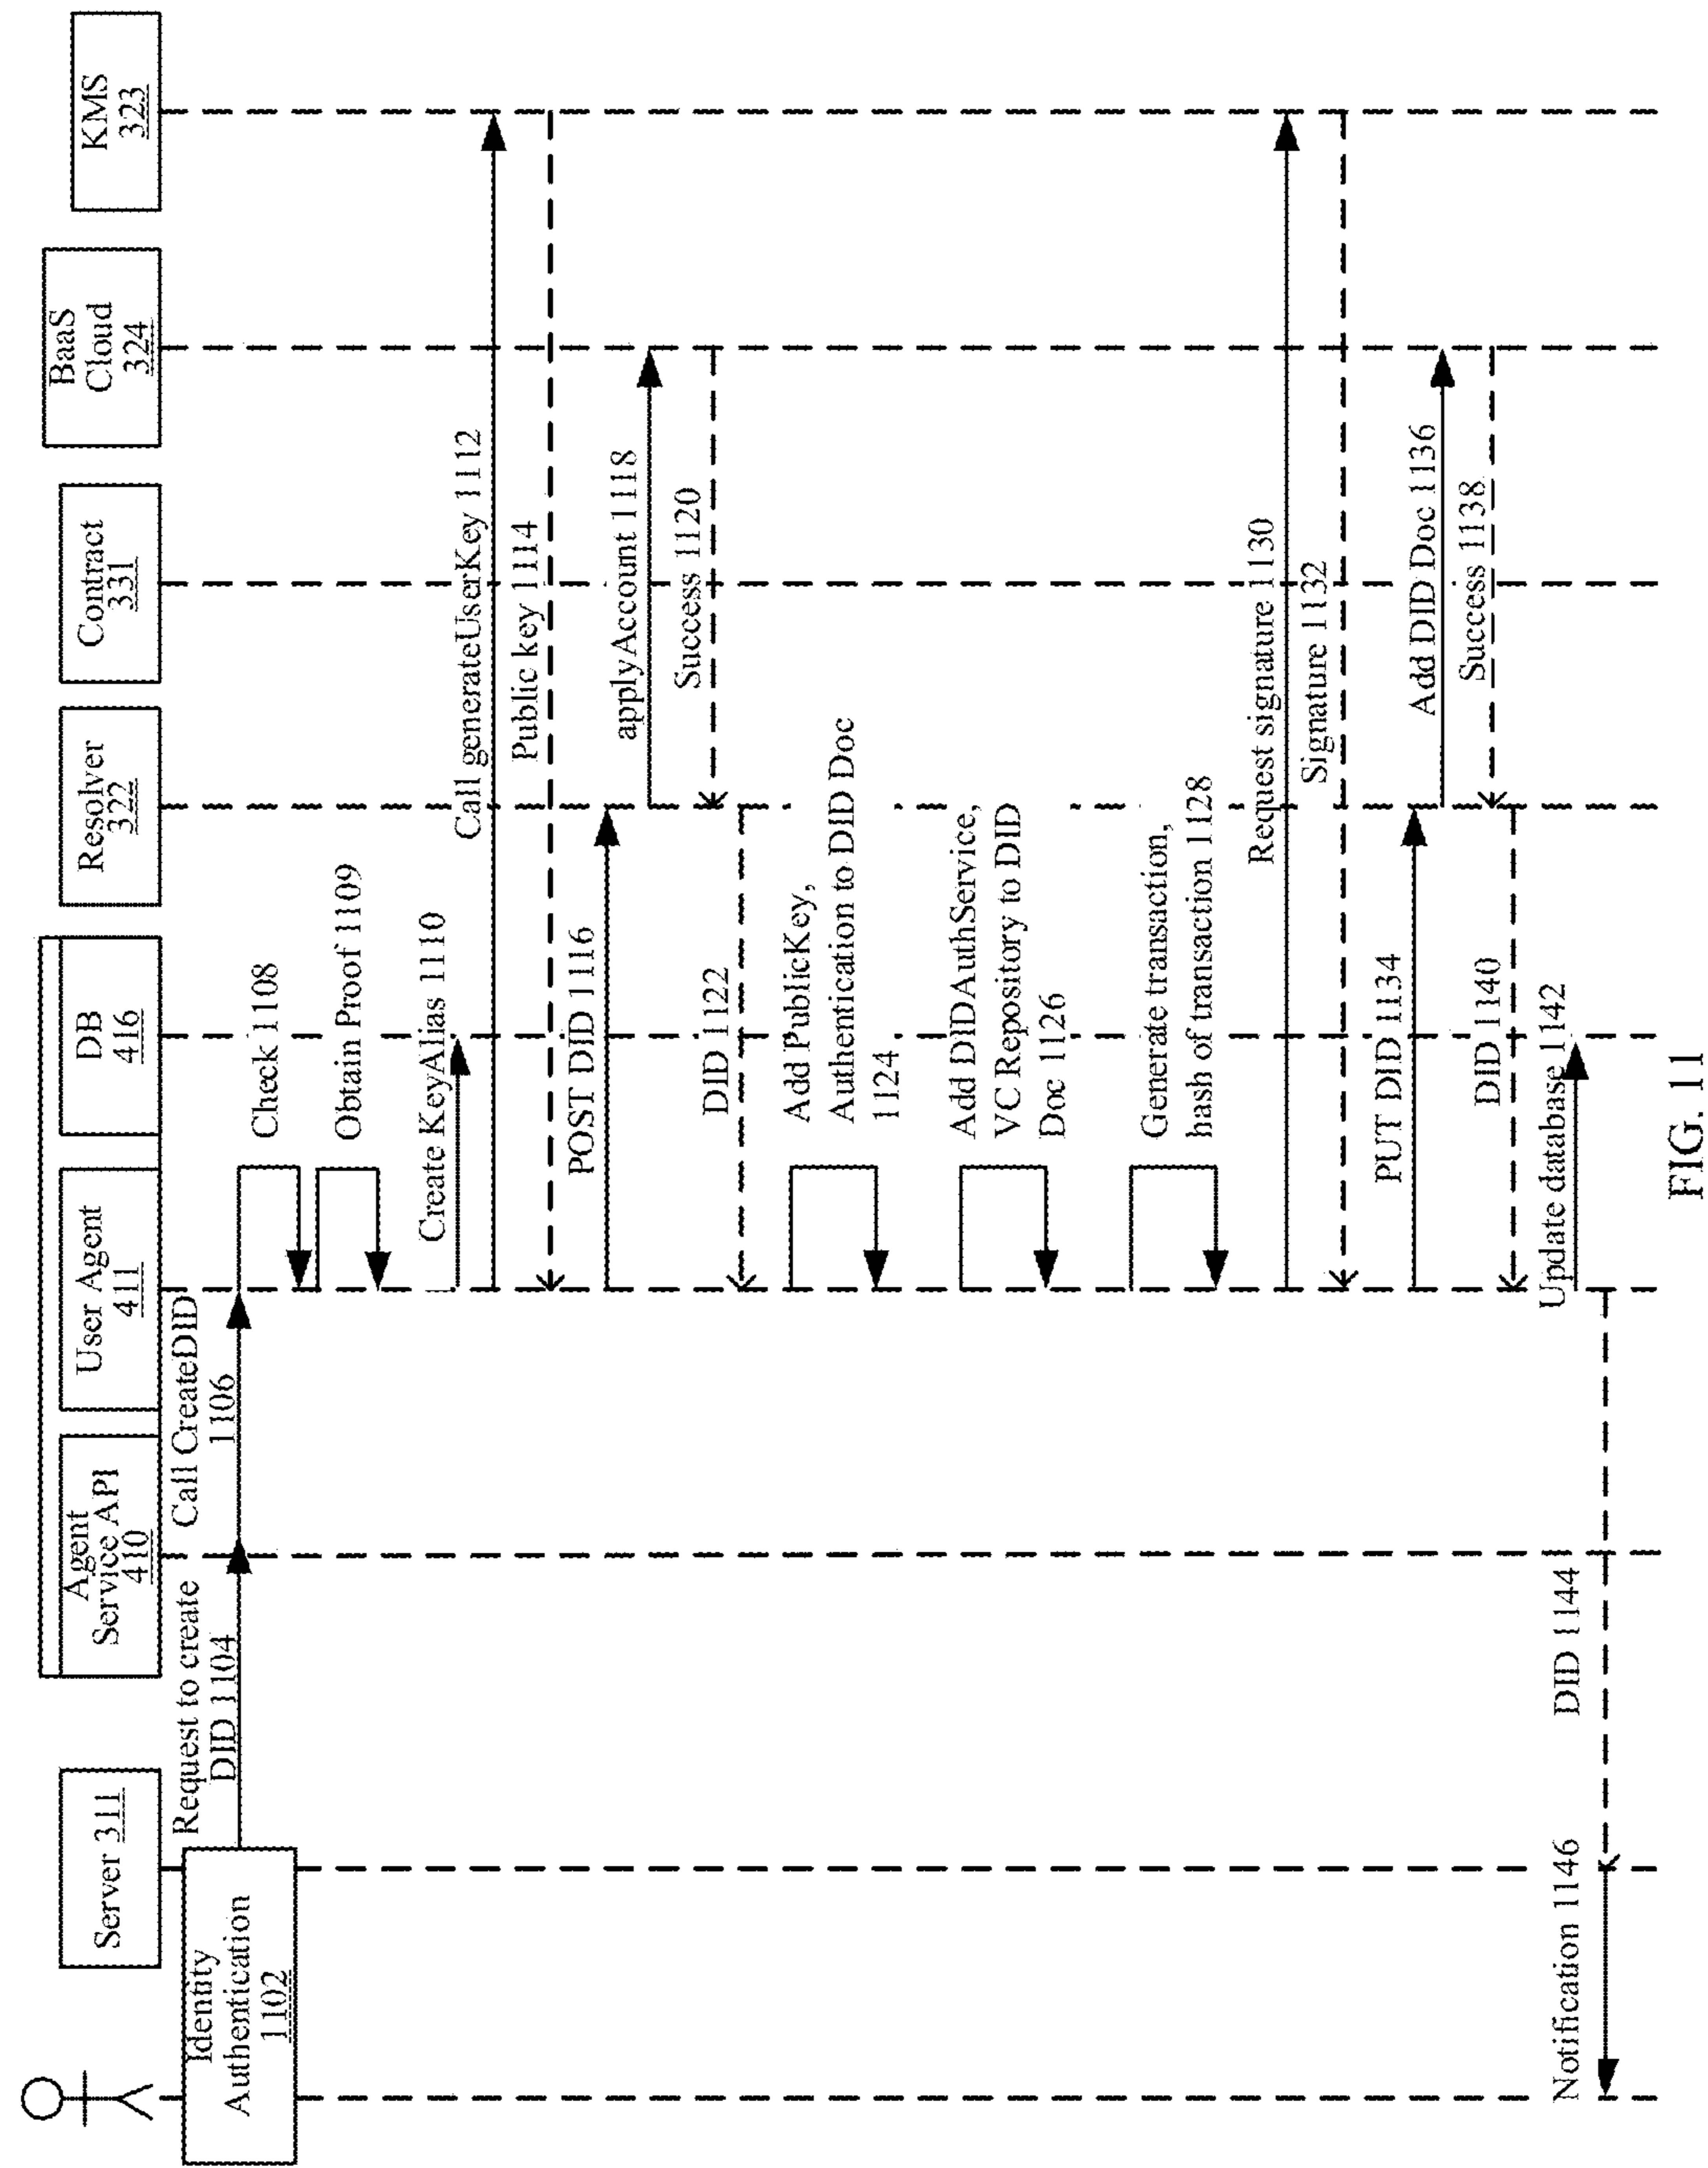 Server 311
Agent
Service API
410
User Agent
411
DB
416
Resolver
322
Contract
331
BaaS
Cloud
324
KMS
323
Identity
Authentication
1102
Request to create
DID 1104
Call CreateDID
1106
Check 1108
Obtain Proof 1109
Create KeyAlias 1110
Call generateUserKey 1112
Public key 1114
POST DID 1116
applyAccount 1118
Success 1120
DID 1122
Add PublicKey,
Authentication to DID Doc
1124
Add DIDAuthService,
VC Repository to DID
Doc 1126
Generate transaction,
hash of transaction 1128
Request signature 1130
Signature 1132
PUT DID 1134
Add DID Doc 1136
Success 1138
DID 1140
Update database 1142
DID 1144
Notification 1146
FIG. 11